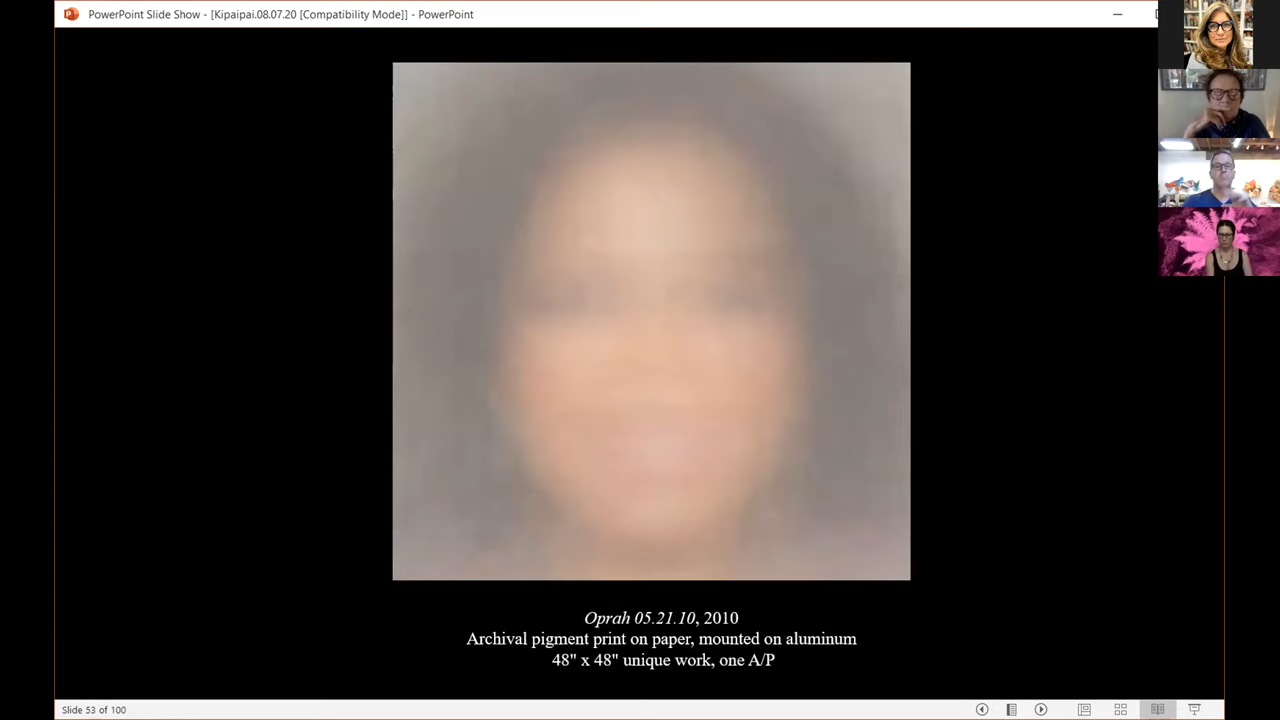 PowerPoint Slide Show - [Kipaipai.08.07.20 [Compatibility Mode]] - PowerPoint
Oprah 05.21.10, 2010
Archival pigment print on paper, mounted on aluminum
48" x 48" unique work, one A/P
Slide 53 of 100